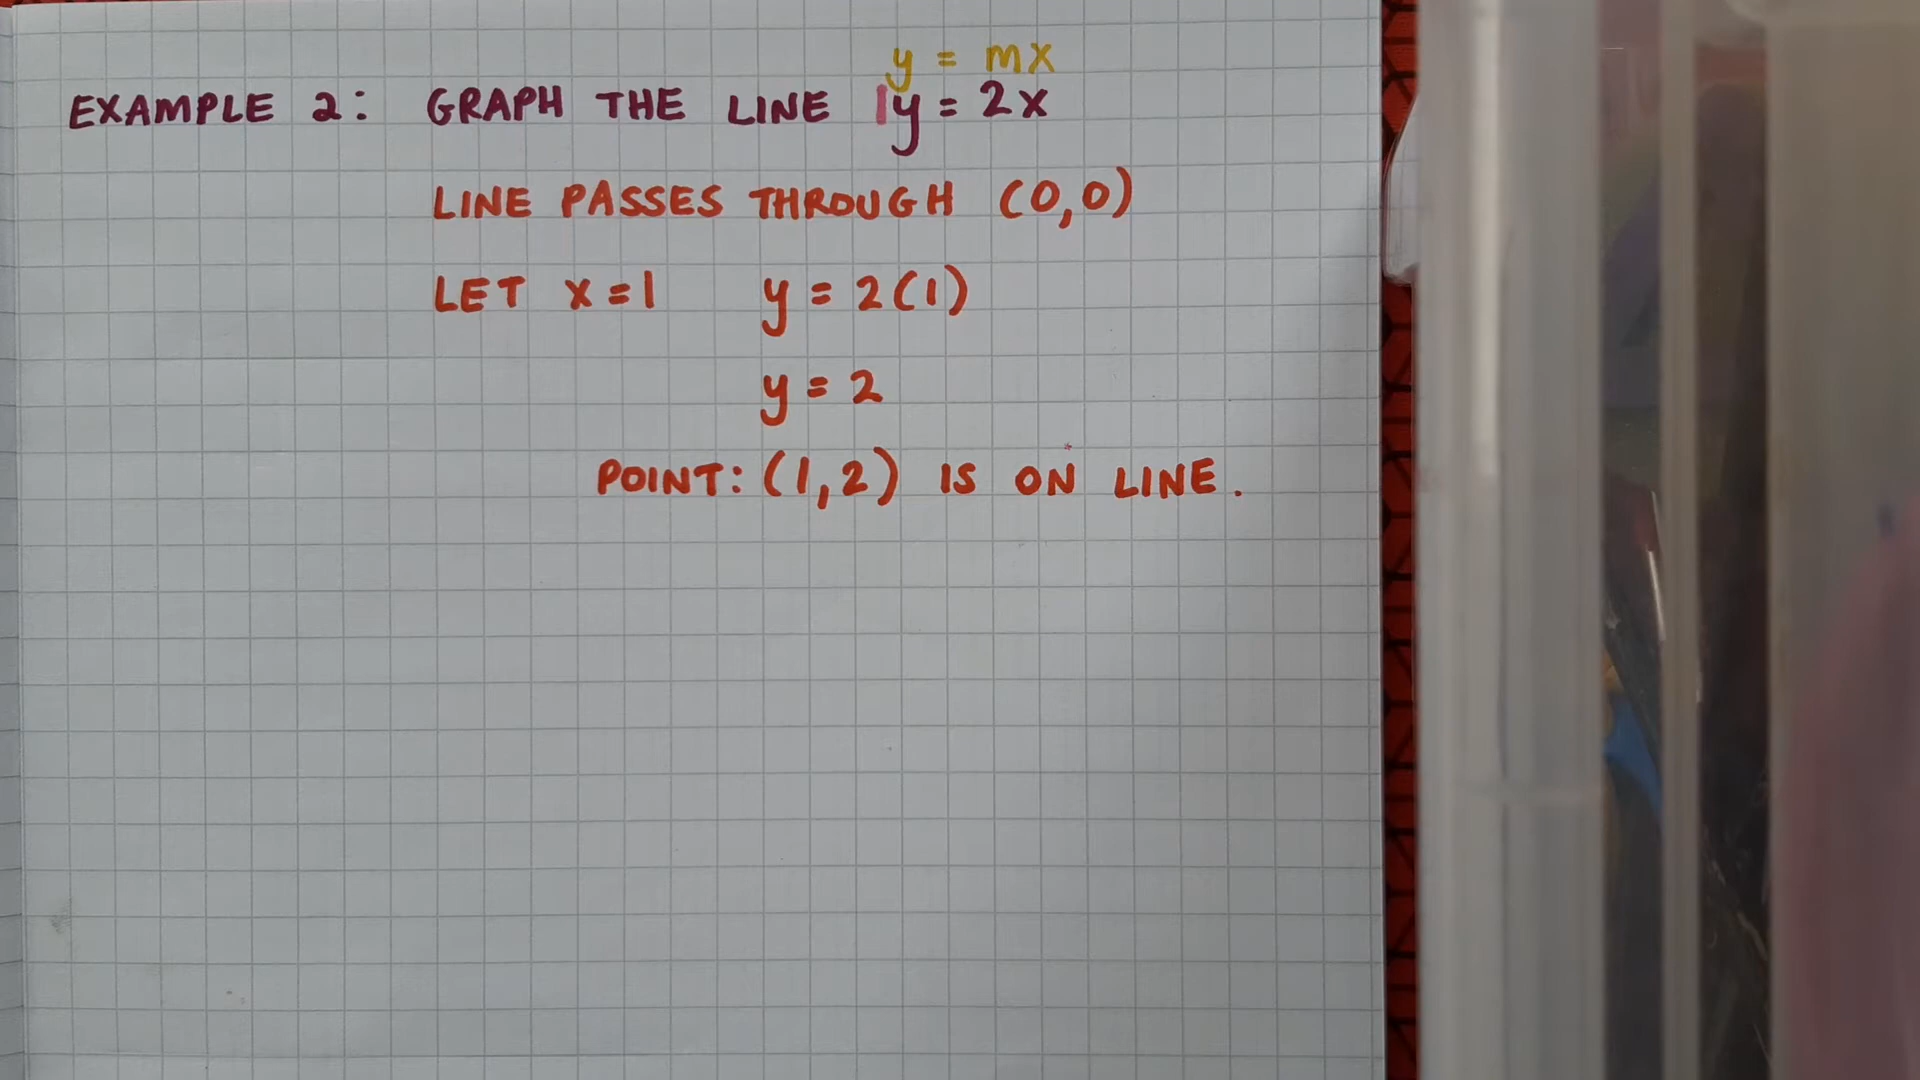 y = mx
EXAMPLE 2: GRAPH THE LINE 1y = 2x
LINE PASSES THROUGH (0,0)
LET x=1 y = 2(1)
y = 2
POINT: (1,2) IS ON LINE.